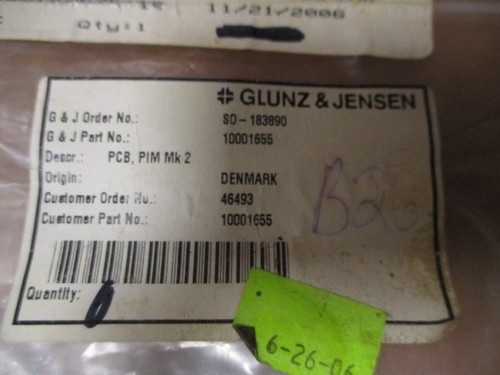 11/21/2006
Qty:1
GLUNZ & JENSEN
G & J Order No.: SO-183890
G & J Part No.: 10001655
Descr.: PCB, PIM Mk 2
Origin: DENMARK
Customer Order No.: 46493
Customer Part No.: 10001655
Quantity:
6-26-06